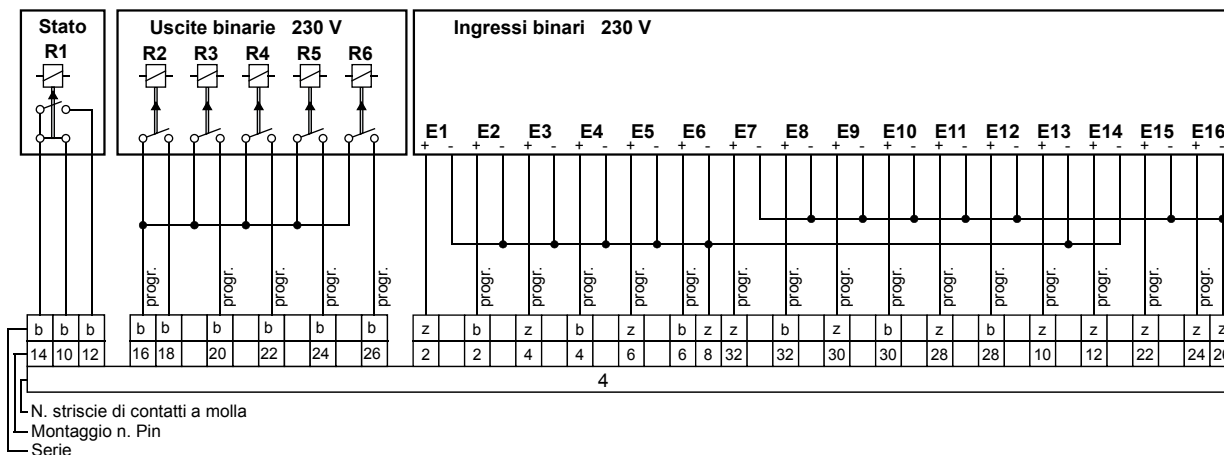 Stato Uscite binarie 230 V Ingressi binari 230 V
R1 R2 R3 R4 R5 R6
E1 E2 E3 E4 E5 E6 E7 E8 E9 E10 E11 E12 E13 E14 E15 E16
+ - + - + - + - + - + - + - + - + - + - + - + - + - + - + - + -
progr. progr. progr. progr. progr. progr. progr. progr. progr. progr. progr. progr. progr. progr. progr. progr. progr. progr. progr. progr.
b b b b b b b b b z b z b z b z z b z b z b z z z z z
14 10 12 16 18 20 22 24 26 2 2 4 4 6 6 8 32 32 30 30 28 28 10 12 22 24
4
N. striscie di contatti a molla
Montaggio n. Pin
Serie